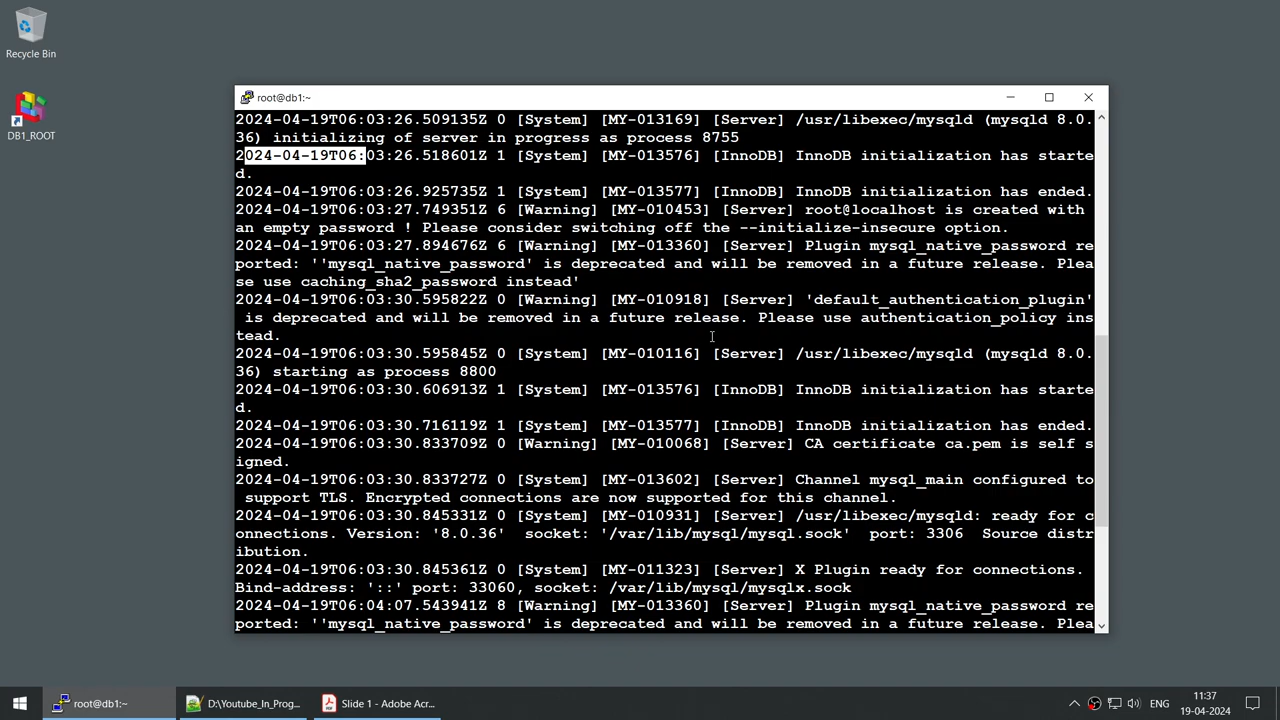 Recycle Bin
DB1_ROOT
root@db1:~
2024-04-19T06:03:26.509135Z 0 [System] [MY-013169] [Server] /usr/libexec/mysqld (mysqld 8.0.
36) initializing of server in progress as process 8755
2024-04-19T06:03:26.518601Z 1 [System] [MY-013576] [InnoDB] InnoDB initialization has starte
d.
2024-04-19T06:03:26.925735Z 1 [System] [MY-013577] [InnoDB] InnoDB initialization has ended.
2024-04-19T06:03:27.749351Z 6 [Warning] [MY-010453] [Server] root@localhost is created with
an empty password ! Please consider switching off the --initialize-insecure option.
2024-04-19T06:03:27.894676Z 6 [Warning] [MY-013360] [Server] Plugin mysql_native_password re
ported: ''mysql_native_password' is deprecated and will be removed in a future release. Plea
se use caching_sha2_password instead'
2024-04-19T06:03:30.595822Z 0 [Warning] [MY-010918] [Server] 'default_authentication_plugin'
is deprecated and will be removed in a future release. Please use authentication_policy ins
tead.
2024-04-19T06:03:30.595845Z 0 [System] [MY-010116] [Server] /usr/libexec/mysqld (mysqld 8.0.
36) starting as process 8800
2024-04-19T06:03:30.606913Z 1 [System] [MY-013576] [InnoDB] InnoDB initialization has starte
d.
2024-04-19T06:03:30.716119Z 1 [System] [MY-013577] [InnoDB] InnoDB initialization has ended.
2024-04-19T06:03:30.833709Z 0 [Warning] [MY-010068] [Server] CA certificate ca.pem is self s
igned.
2024-04-19T06:03:30.833727Z 0 [System] [MY-013602] [Server] Channel mysql_main configured to
support TLS. Encrypted connections are now supported for this channel.
2024-04-19T06:03:30.845331Z 0 [System] [MY-010931] [Server] /usr/libexec/mysqld: ready for c
onnections. Version: '8.0.36'  socket: '/var/lib/mysql/mysql.sock'  port: 3306  Source distr
ibution.
2024-04-19T06:03:30.845361Z 0 [System] [MY-011323] [Server] X Plugin ready for connections.
Bind-address: '::' port: 33060, socket: /var/lib/mysql/mysqlx.sock
2024-04-19T06:04:07.543941Z 8 [Warning] [MY-013360] [Server] Plugin mysql_native_password re
ported: ''mysql_native_password' is deprecated and will be removed in a future release. Plea
root@db1:~
D:\Youtube_In_Prog...
Slide 1 - Adobe Acr...
ENG
11:37
19-04-2024